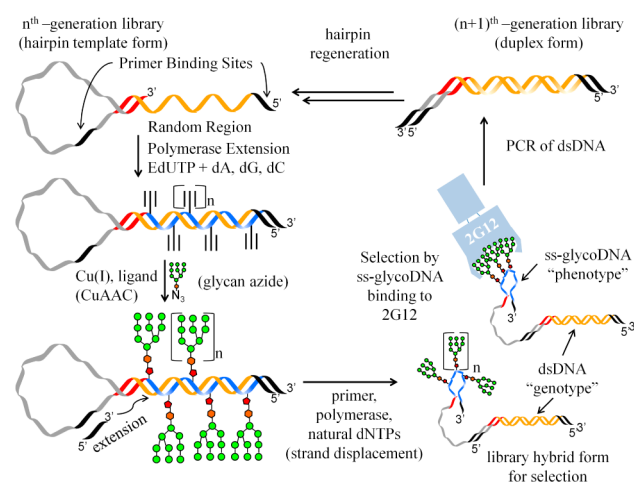 nth –generation library
(hairpin template form)
hairpin
regeneration
(n+1)th –generation library
(duplex form)
Primer Binding Sites
3’
5’
3’5’
Random Region
Polymerase Extension
EdUTP + dA, dG, dC
PCR of dsDNA
n
5’
2G12
Cu(I), ligand
(CuAAC)
N3
(glycan azide)
Selection by
ss-glycoDNA
binding to
2G12
ss-glycoDNA
“phenotype”
3’
5’
n
n
3’
5’
3’
extension
primer,
polymerase,
natural dNTPs
(strand displacement)
dsDNA
“genotype”
3’
5’
library hybrid form
for selection